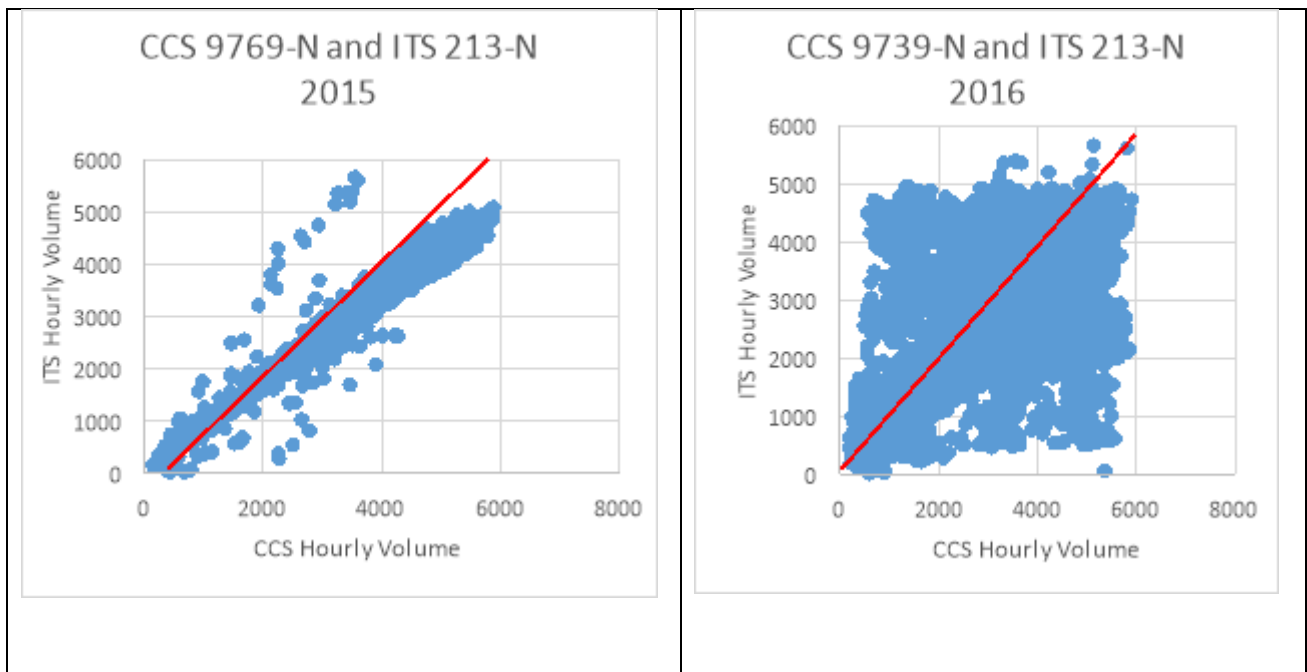 CCS 9769-N and ITS 213-N
2015
6000
5000
4000
3000
2000
1000
0
ITS Hourly Volume
0 2000 4000 6000 8000
CCS Hourly Volume
CCS 9739-N and ITS 213-N
2016
6000
5000
4000
3000
2000
1000
0
ITS Hourly Volume
0 2000 4000 6000 8000
CCS Hourly Volume